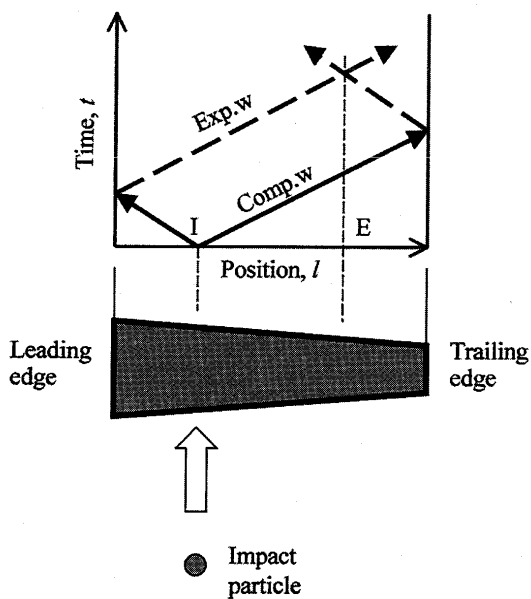 Time, t
Exp.w
Comp.w
I
E
Position, l
Leading
edge
Trailing
edge
Impact
particle